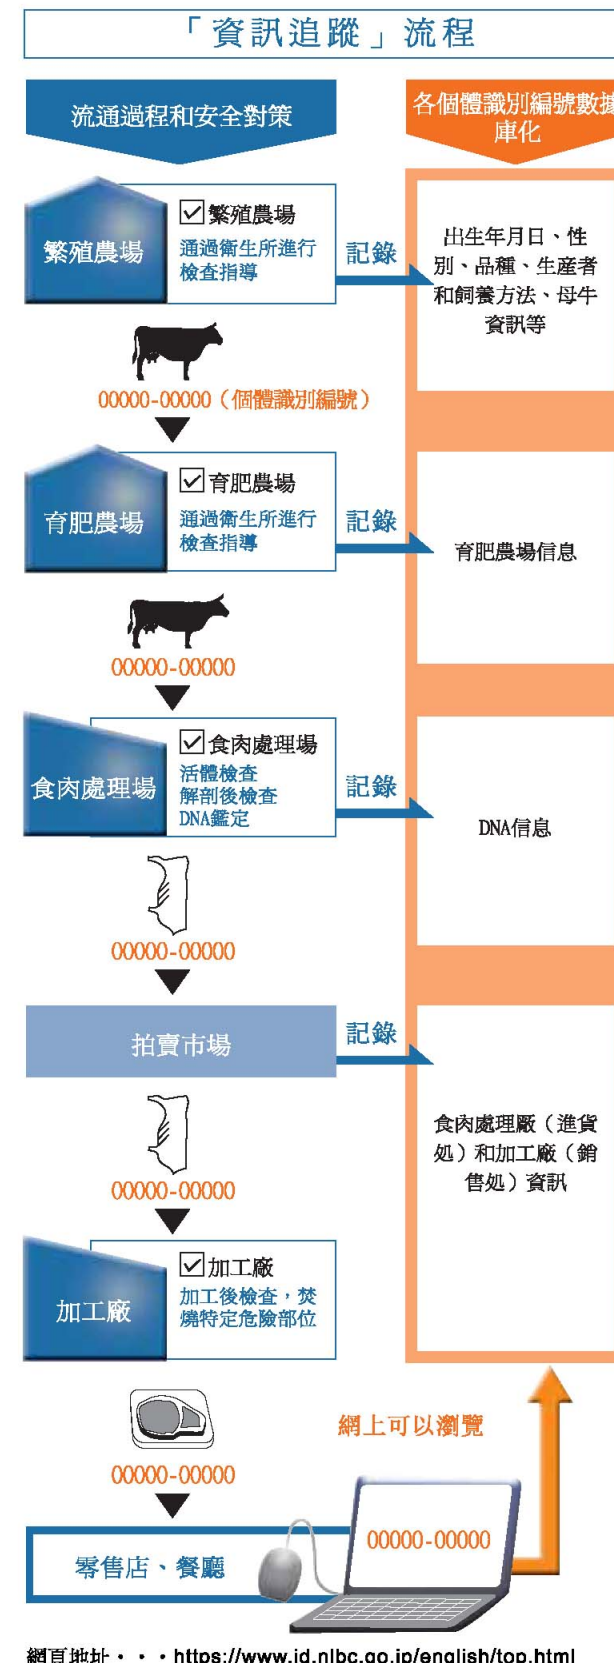 「資訊追蹤」流程
流通過程和安全對策
各個體識別編號數據
庫化
繁殖農場
繁殖農場
通過衛生所進行
檢查指導
記錄
出生年月日、性
別、品種、生産者
和飼養方法、母牛
資訊等
00000-00000（個體識別編號）
育肥農場
育肥農場
通過衛生所進行
檢查指導
記錄
育肥農場信息
00000-00000
食肉處理場
食肉處理場
活體檢查
解剖後檢查
DNA鑑定
記錄
DNA信息
00000-00000
拍賣市場
記錄
食肉處理厰（進貨
処）和加工廠（銷
售処）資訊
00000-00000
加工廠
加工廠
加工後檢查，焚
燒特定危險部位
00000-00000
網上可以瀏覽
00000-00000
零售店、餐廳
網頁地址・・・https://www.id.nlbc.go.jp/english/top.html